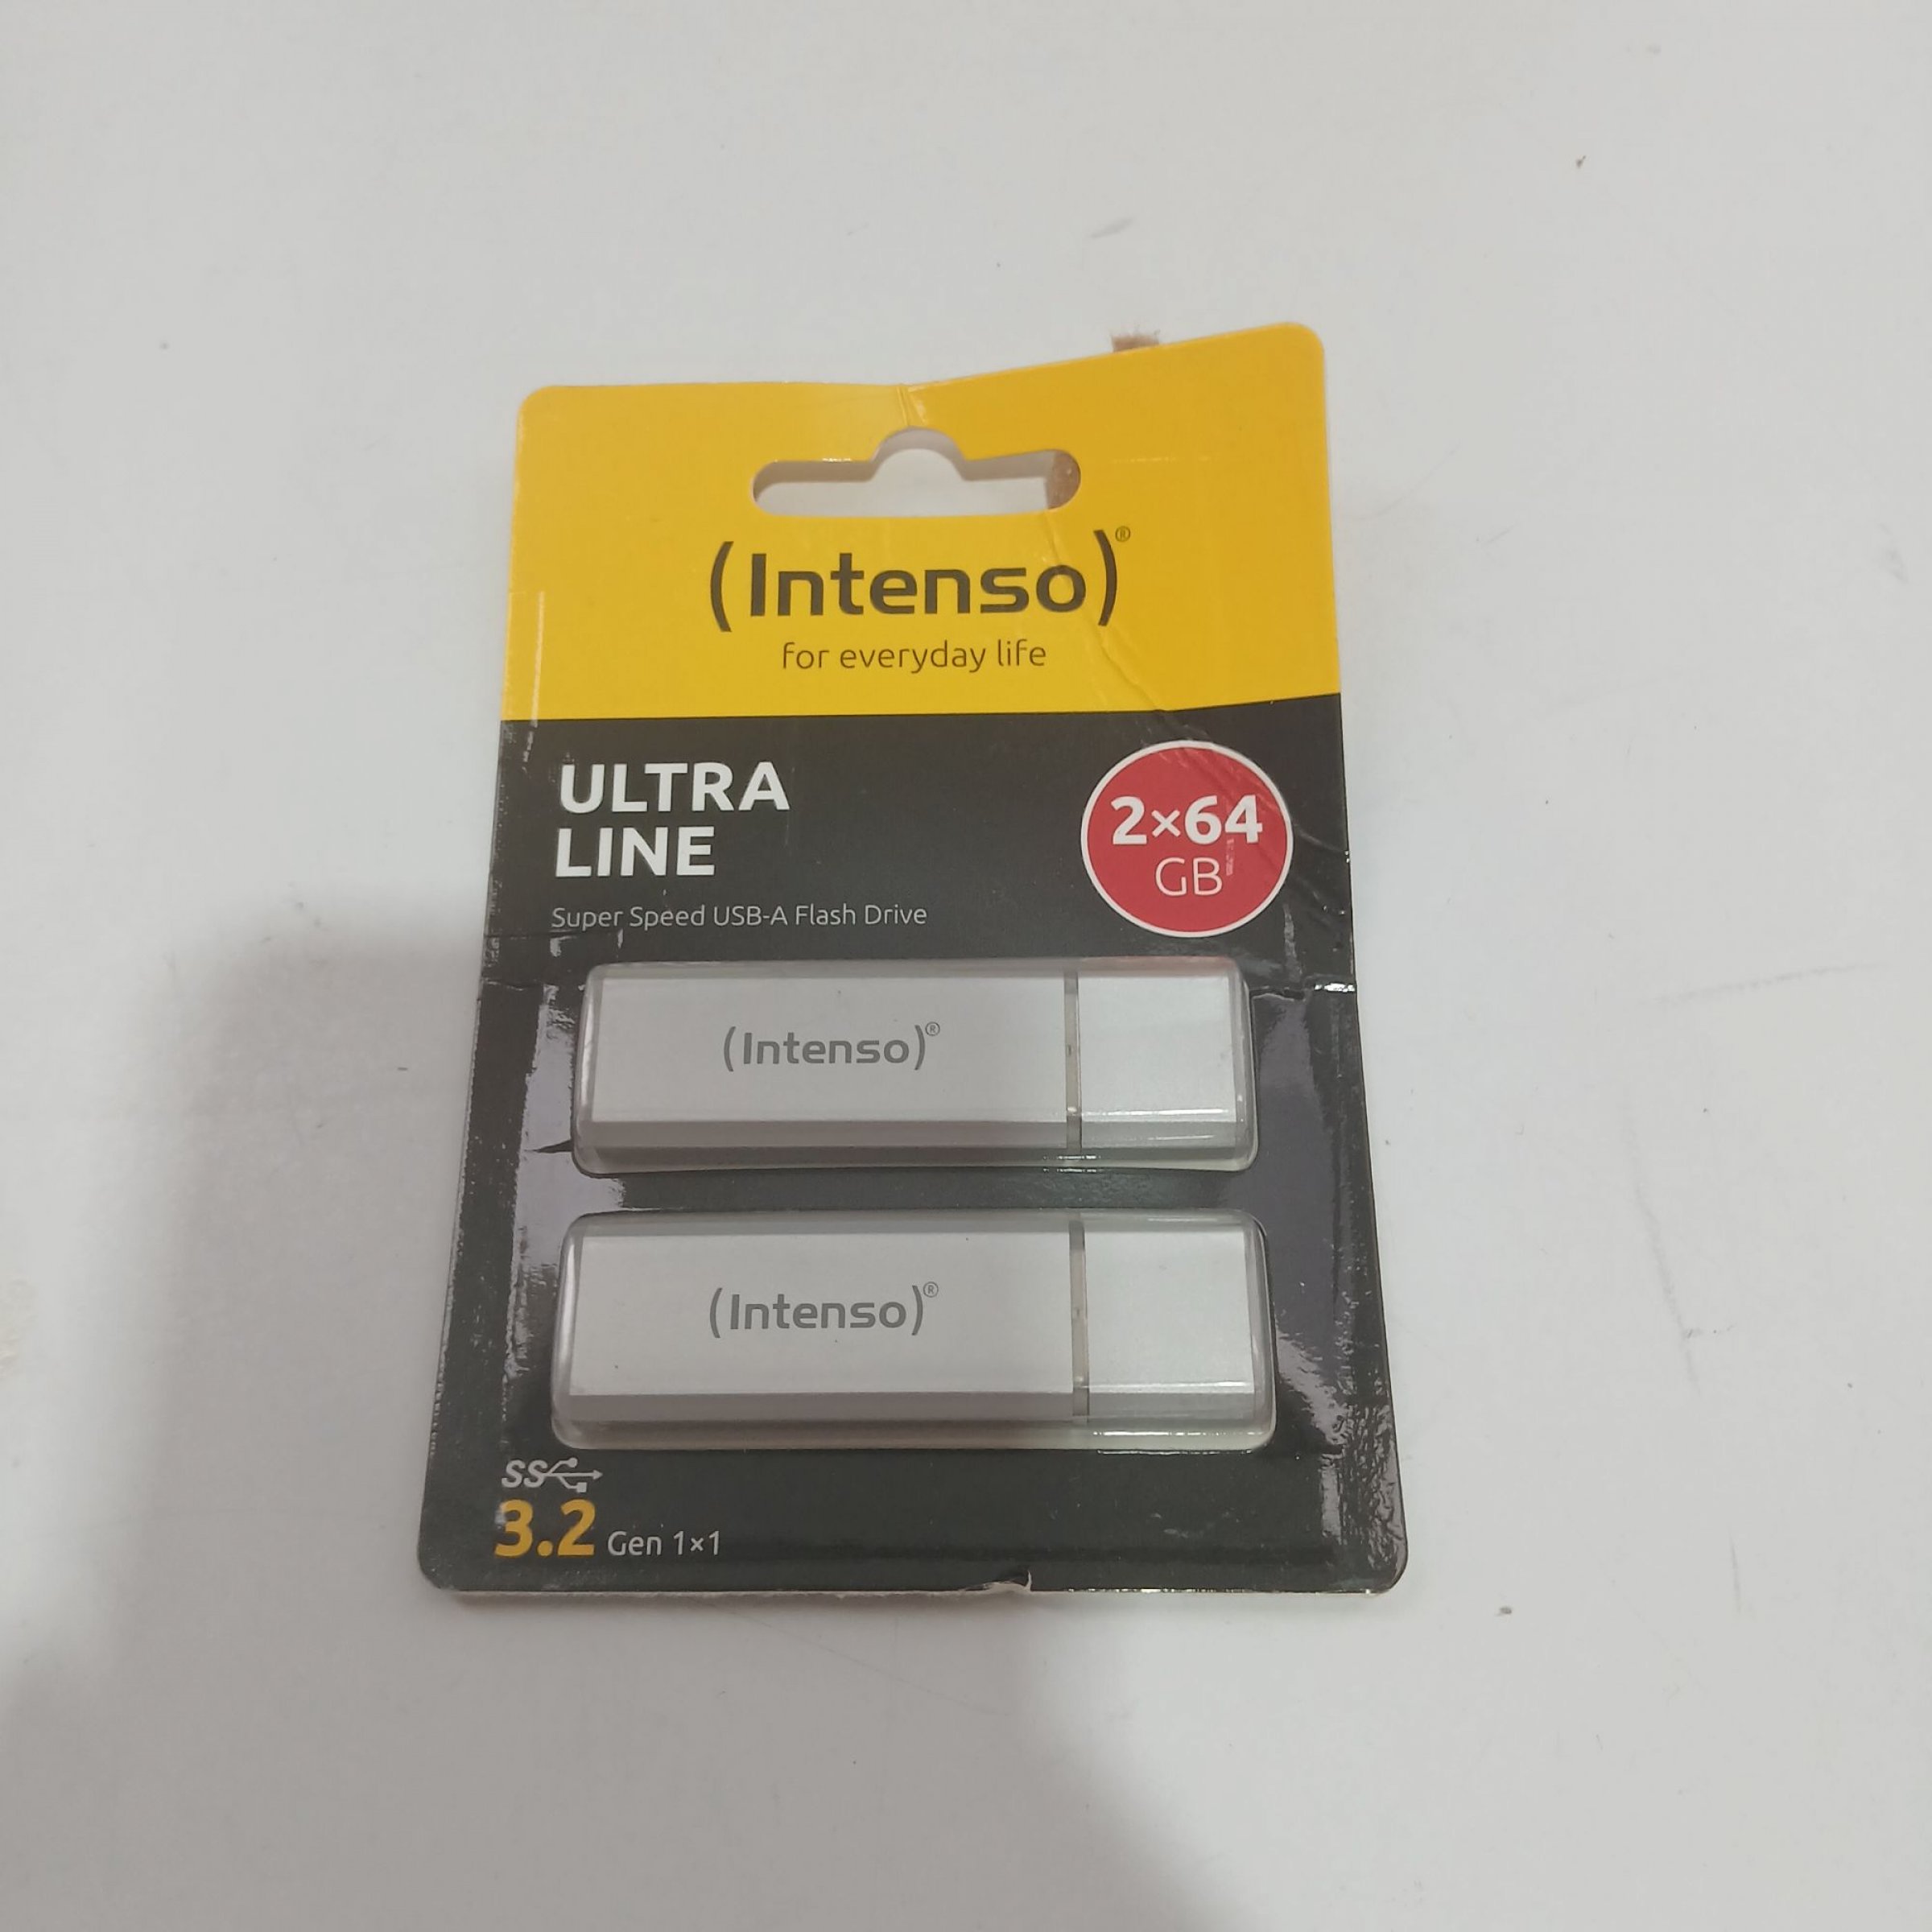 (Intenso)®
for everyday life
ULTRA
LINE
2×64
GB
Super Speed USB-A Flash Drive
(Intenso)®
(Intenso)®
SS
3.2 Gen 1×1